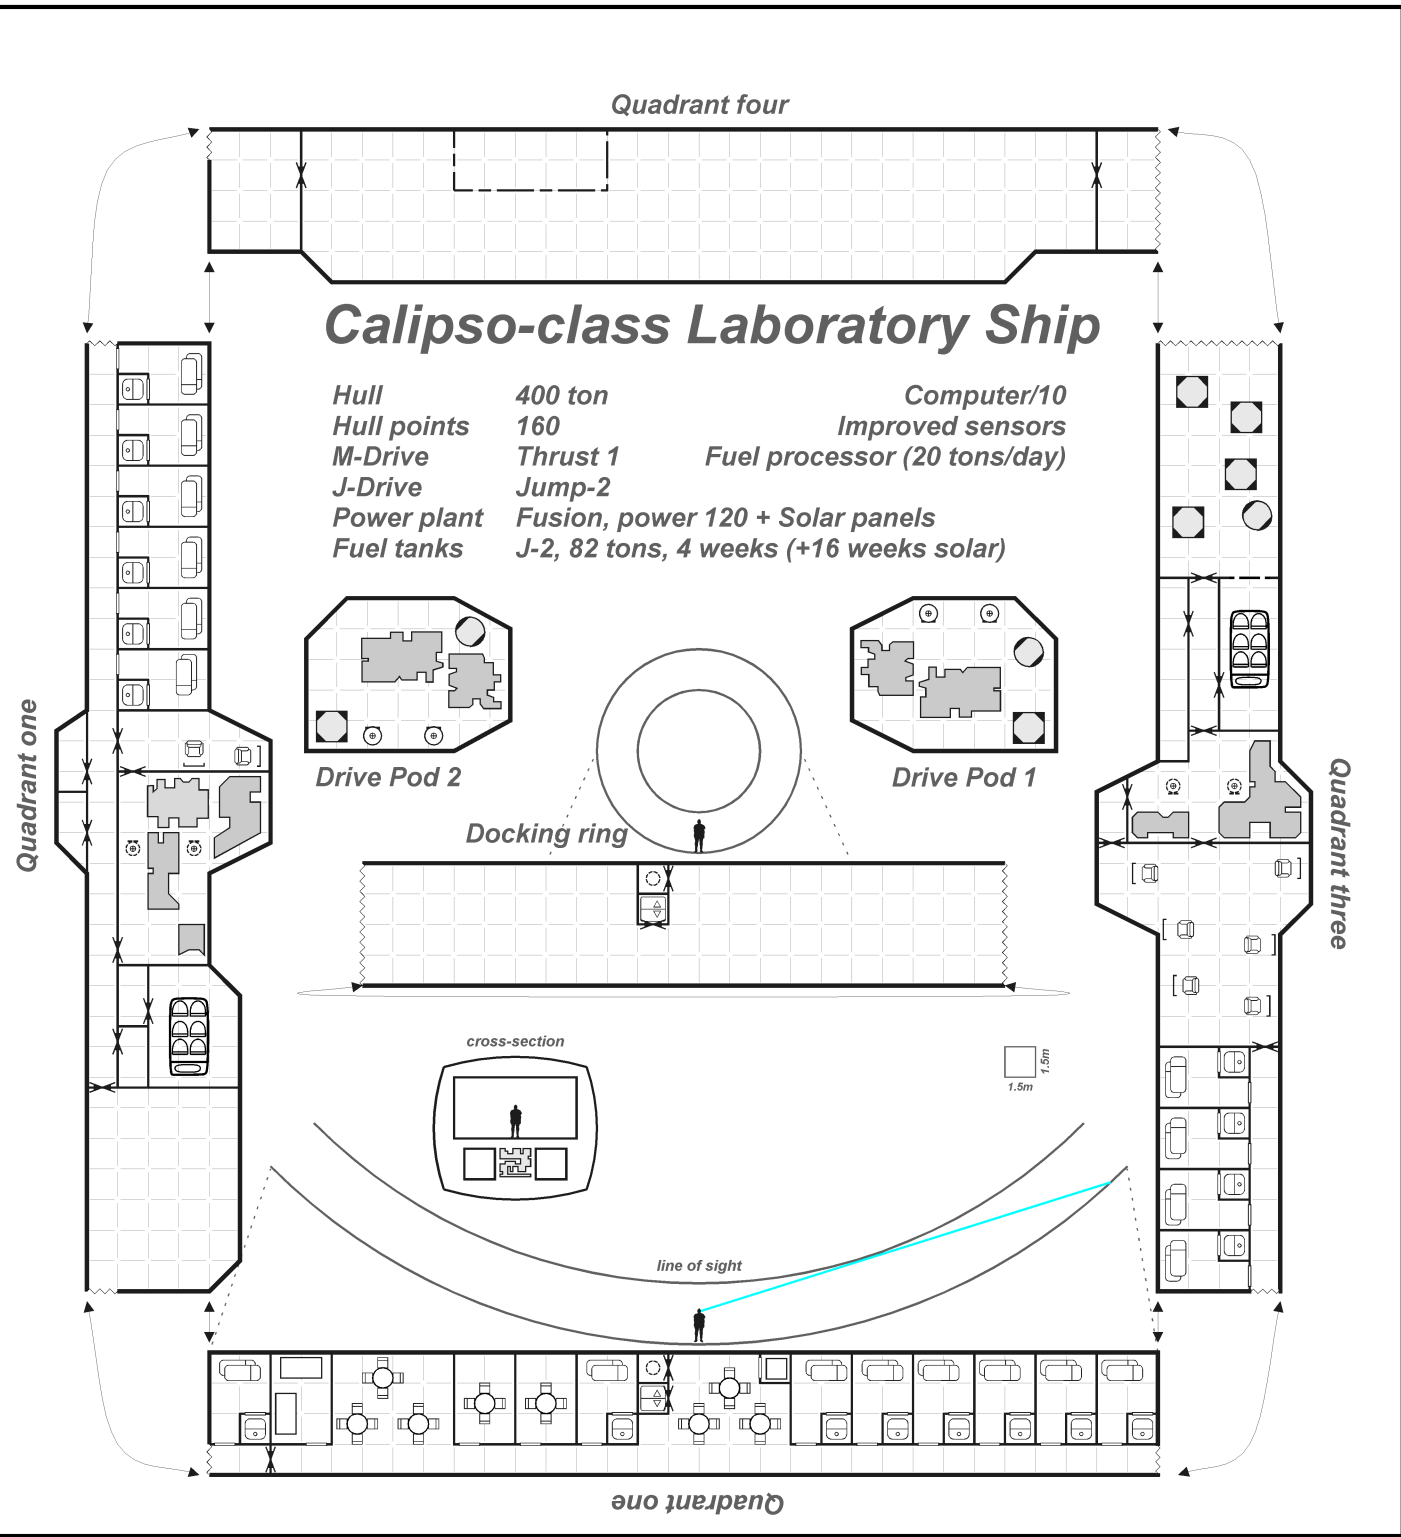 Quadrant four
Calipso-class Laboratory Ship
Hull 400 ton Computer/10
Hull points 160 Improved sensors
M-Drive Thrust 1 Fuel processor (20 tons/day)
J-Drive Jump-2
Power plant Fusion, power 120 + Solar panels
Fuel tanks J-2, 82 tons, 4 weeks (+16 weeks solar)
Quadrant one
Drive Pod 2
Drive Pod 1
Quadrant three
Docking ring
cross-section
1.5m
1.5m
line of sight
Quadrant one